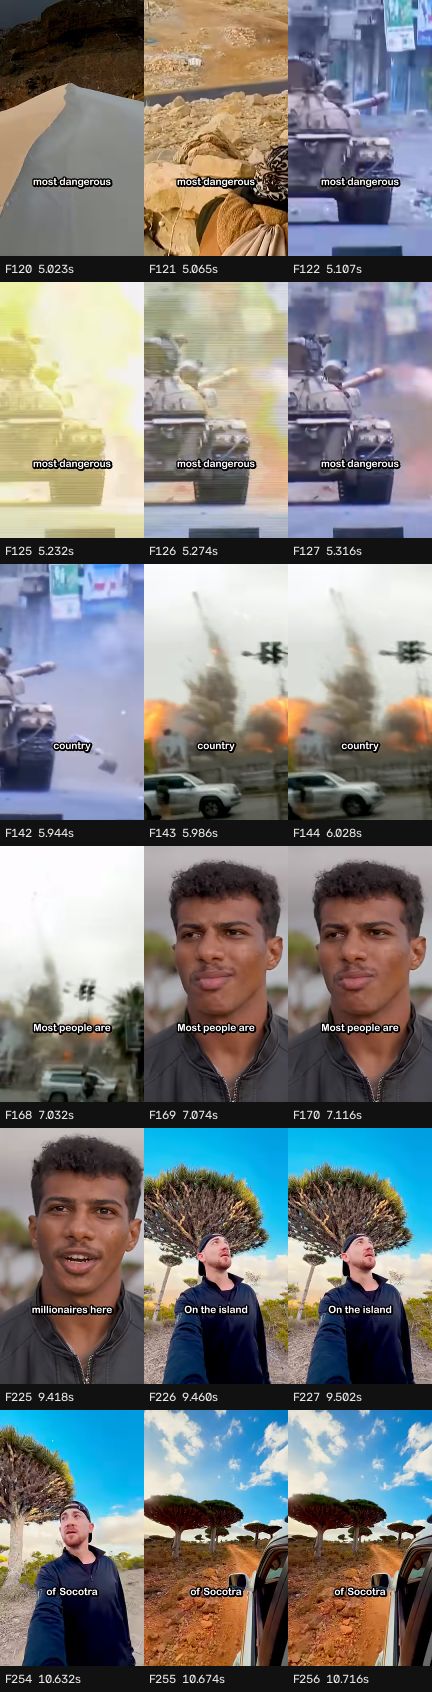 most dangerous
most dangerous
most dangerous
F120 5.023s
F121 5.065s
F122 5.107s
most dangerous
most dangerous
most dangerous
F125 5.232s
F126 5.274s
F127 5.316s
country
country
country
F142 5.944s
F143 5.986s
F144 6.028s
Most people are
Most people are
Most people are
F168 7.032s
F169 7.074s
F170 7.116s
millionaires here
On the island
On the island
F225 9.418s
F226 9.460s
F227 9.502s
of Socotra
of Socotra
of Socotra
F254 10.632s
F255 10.674s
F256 10.716s